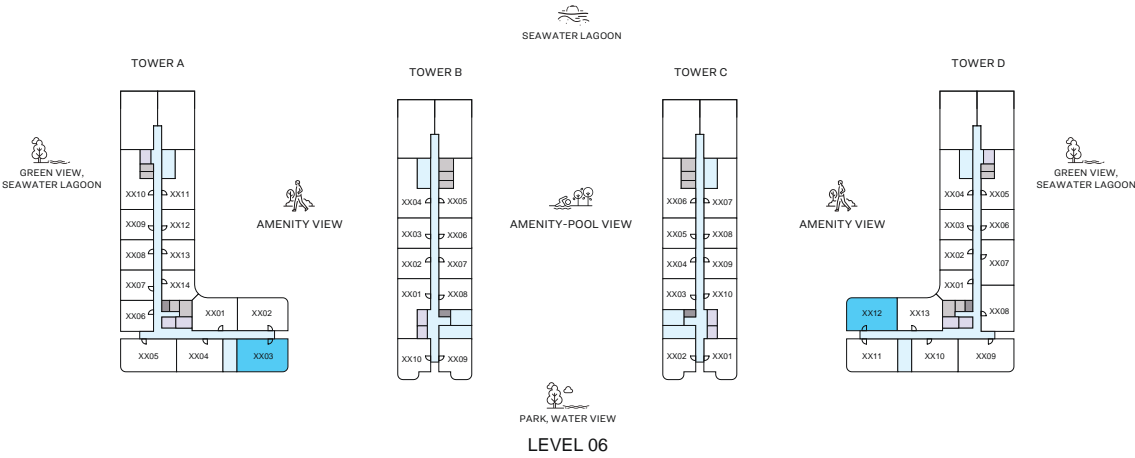 SEAWATER LAGOON
TOWER A
TOWER B
TOWER C
TOWER D
GREEN VIEW,
SEAWATER LAGOON
AMENITY VIEW
AMENITY-POOL VIEW
AMENITY VIEW
GREEN VIEW,
SEAWATER LAGOON
XX10 XX11
XX09 XX12
XX08 XX13
XX07 XX14
XX06 XX01 XX02
XX05 XX04 XX03
XX04 XX05
XX03 XX06
XX02 XX07
XX01 XX08
XX10 XX09
XX06 XX07
XX05 XX08
XX04 XX09
XX03 XX10
XX02 XX01
XX04 XX05
XX03 XX06
XX02 XX07
XX01
XX12 XX13 XX08
XX11 XX10 XX09
PARK, WATER VIEW
LEVEL 06